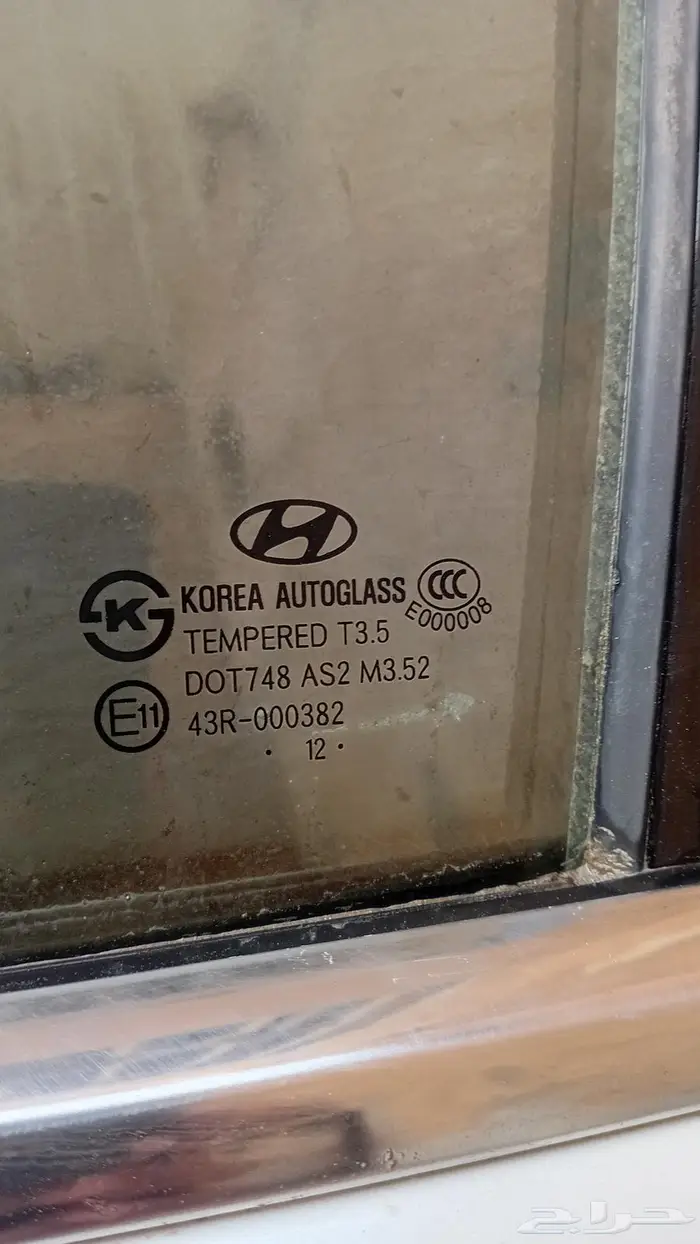 KOREA AUTOGLASS
CCC
E000008
K
TEMPERED T3.5
DOT748 AS2 M3.52
E11
43R-000382
· 12 ·
حراج